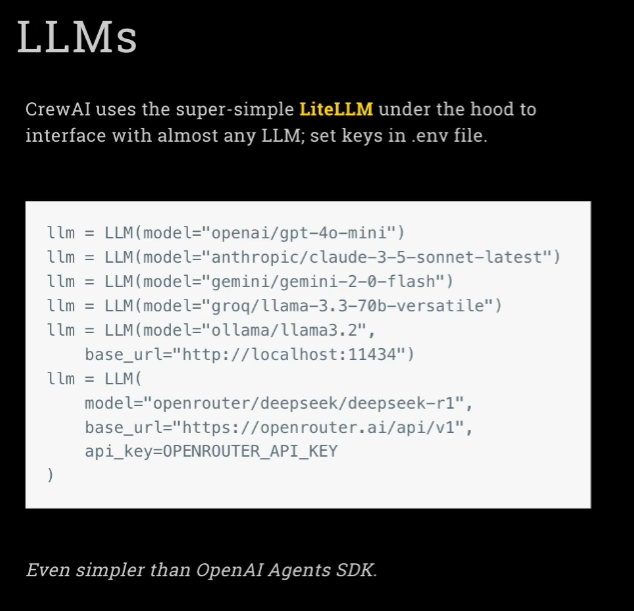 LLMs
CrewAI uses the super-simple LiteLLM under the hood to
interface with almost any LLM; set keys in .env file.
llm = LLM(model="openai/gpt-4o-mini")
llm = LLM(model="anthropic/claude-3-5-sonnet-latest")
llm = LLM(model="gemini/gemini-2-0-flash")
llm = LLM(model="groq/llama-3.3-70b-versatile")
llm = LLM(model="ollama/llama3.2",
    base_url="http://localhost:11434")
llm = LLM(
    model="openrouter/deepseek/deepseek-r1",
    base_url="https://openrouter.ai/api/v1",
    api_key=OPENROUTER_API_KEY
)
Even simpler than OpenAI Agents SDK.